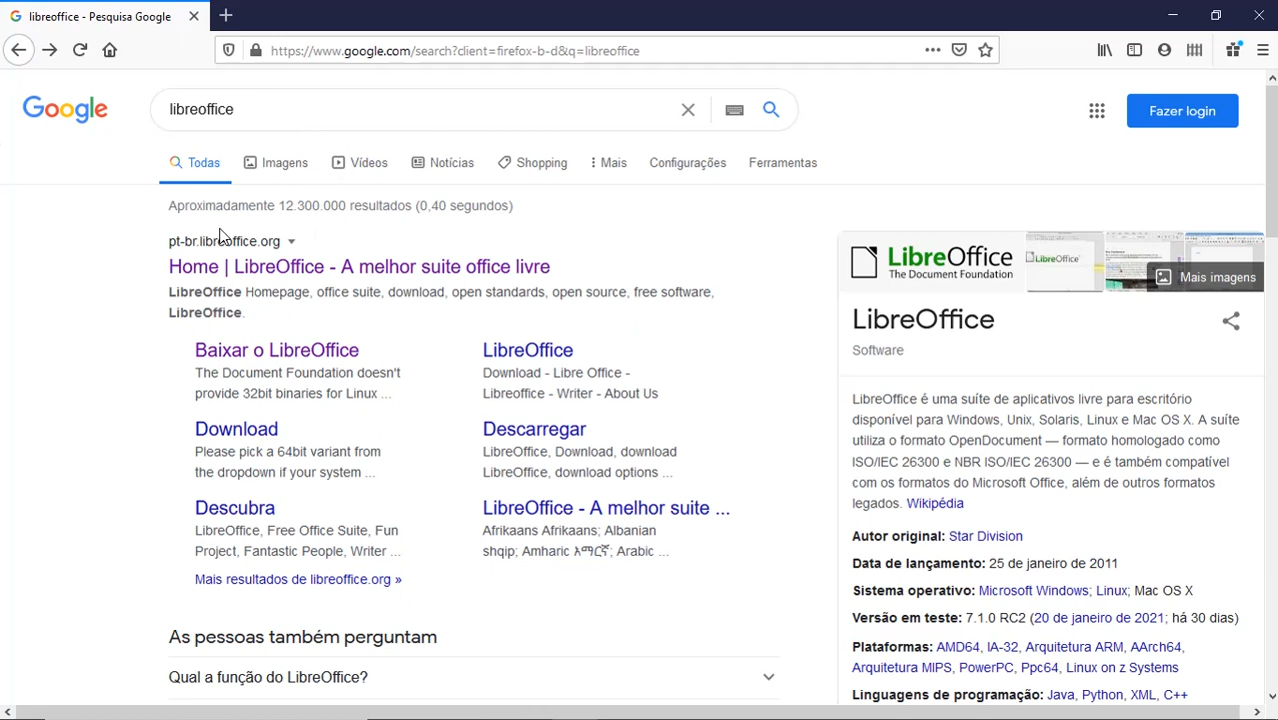 libreoffice - Pesquisa Google
https://www.google.com/search?client=firefox-b-d&q=libreoffice
Google
libreoffice
Fazer login
Todas Imagens Vídeos Notícias Shopping Mais Configurações Ferramentas
Aproximadamente 12.300.000 resultados (0,40 segundos)
pt-br.libreoffice.org
Home | LibreOffice - A melhor suite office livre
LibreOffice Homepage, office suite, download, open standards, open source, free software,
LibreOffice.
Baixar o LibreOffice
The Document Foundation doesn't
provide 32bit binaries for Linux ...
LibreOffice
Download - Libre Office -
Libreoffice - Writer - About Us
Download
Please pick a 64bit variant from
the dropdown if your system ...
Descarregar
LibreOffice, Download, download
LibreOffice, download options ...
Descubra
LibreOffice, Free Office Suite, Fun
Project, Fantastic People, Writer ...
LibreOffice - A melhor suite ...
Afrikaans Afrikaans; Albanian
shqip; Amharic አማርኛ; Arabic ...
Mais resultados de libreoffice.org »
As pessoas também perguntam
Qual a função do LibreOffice?
LibreOffice
The Document Foundation
LibreOffice
Mais imagens
LibreOffice
Software
LibreOffice é uma suíte de aplicativos livre para escritório
disponível para Windows, Unix, Solaris, Linux e Mac OS X. A suíte
utiliza o formato OpenDocument — formato homologado como
ISO/IEC 26300 e NBR ISO/IEC 26300 — e é também compatível
com os formatos do Microsoft Office, além de outros formatos
legados. Wikipédia
Autor original: Star Division
Data de lançamento: 25 de janeiro de 2011
Sistema operativo: Microsoft Windows; Linux; Mac OS X
Versão em teste: 7.1.0 RC2 (20 de janeiro de 2021; há 30 dias)
Plataformas: AMD64, IA-32, Arquitetura ARM, AArch64,
Arquitetura MIPS, PowerPC, Ppc64, Linux on z Systems
Linguagens de programação: Java, Python, XML, C++